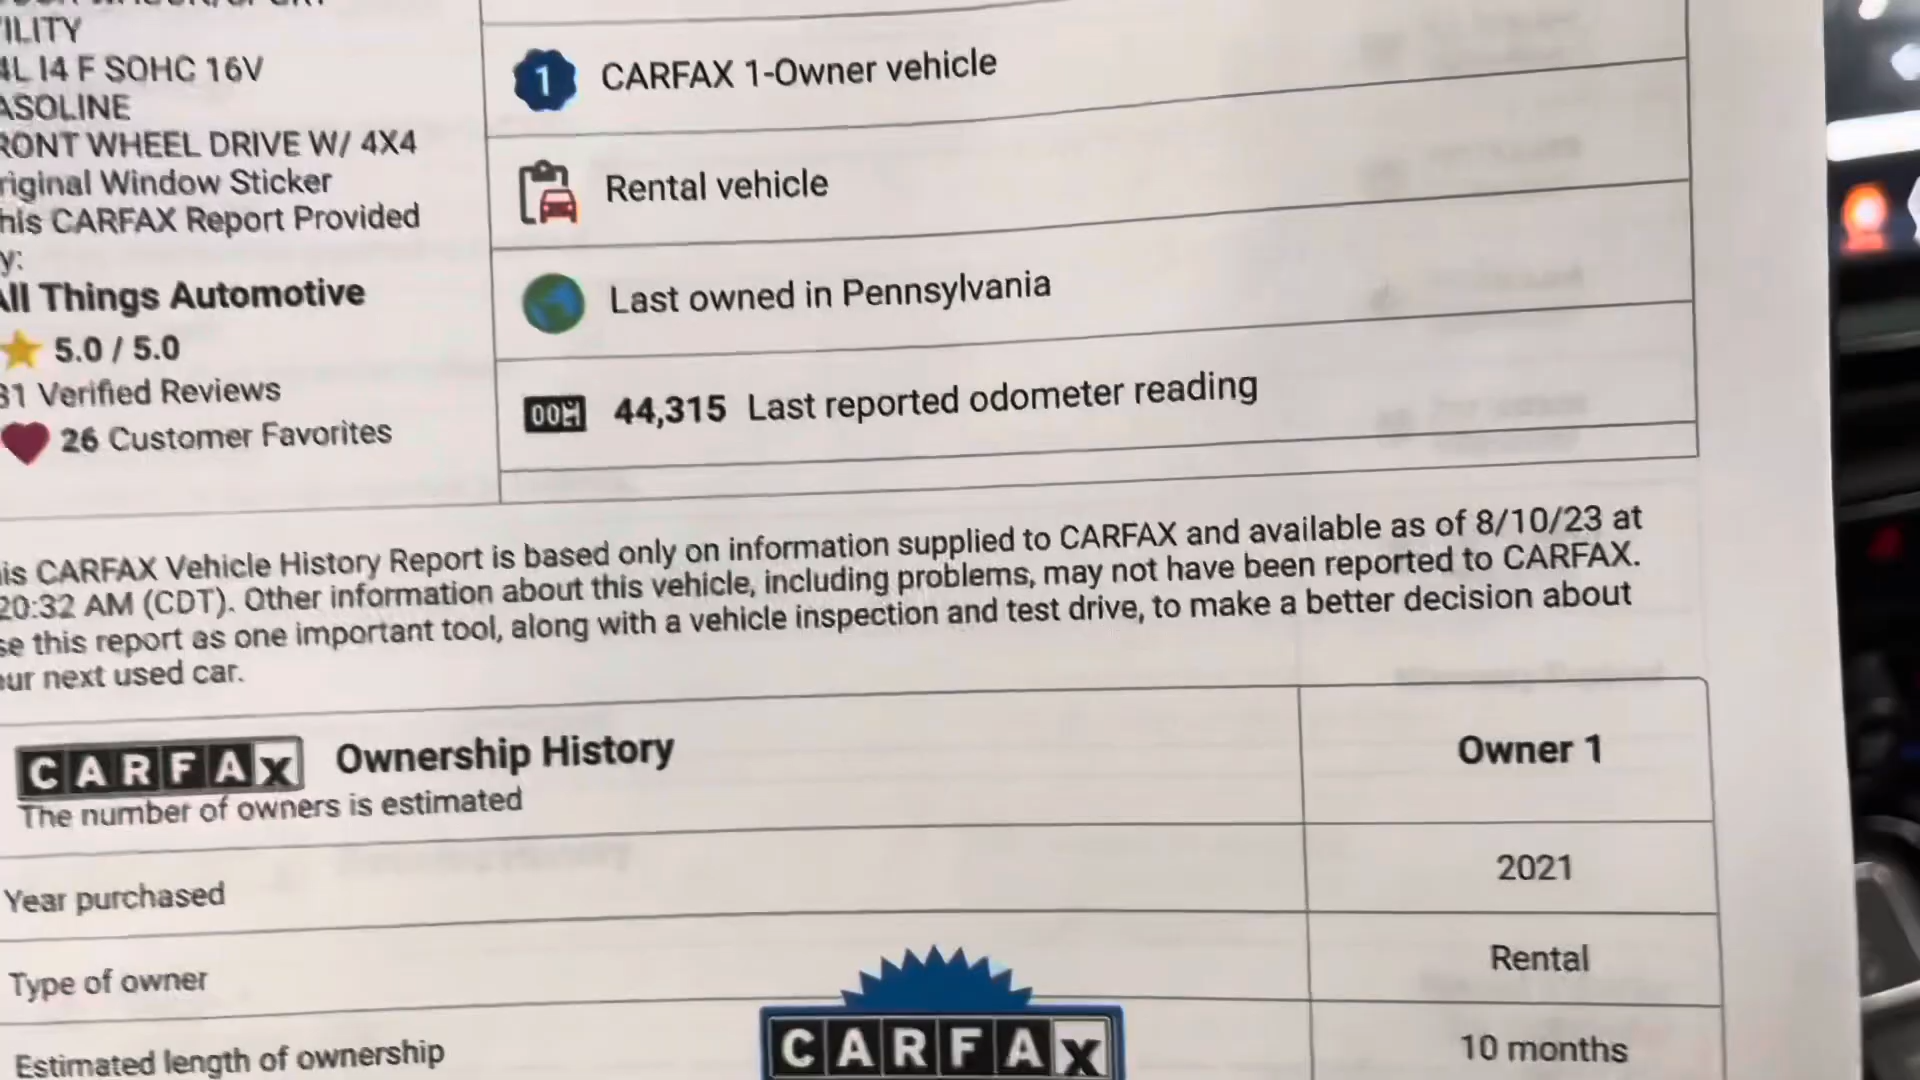 ILITY
4L I4 F SOHC 16V
ASOLINE
RONT WHEEL DRIVE W/ 4X4
riginal Window Sticker
his CARFAX Report Provided
y:
All Things Automotive
5.0 / 5.0
31 Verified Reviews
26 Customer Favorites
1 CARFAX 1-Owner vehicle
Rental vehicle
Last owned in Pennsylvania
44,315 Last reported odometer reading
is CARFAX Vehicle History Report is based only on information supplied to CARFAX and available as of 8/10/23 at
20:32 AM (CDT). Other information about this vehicle, including problems, may not have been reported to CARFAX.
se this report as one important tool, along with a vehicle inspection and test drive, to make a better decision about
our next used car.
CARFAX Ownership History
The number of owners is estimated
Owner 1
Year purchased 2021
Type of owner Rental
Estimated length of ownership 10 months
CARFAX